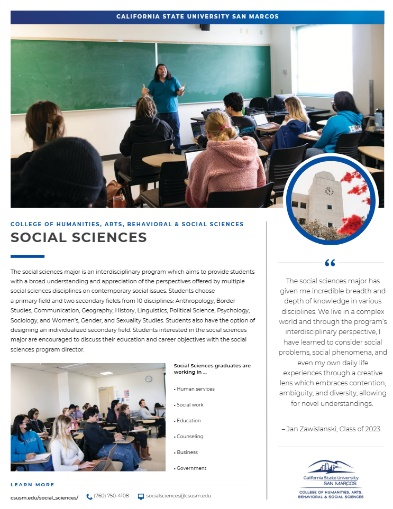 CALIFORNIA STATE UNIVERSITY SAN MARCOS
COLLEGE OF HUMANITIES, ARTS, BEHAVIORAL & SOCIAL SCIENCES
SOCIAL SCIENCES
The social sciences major is an interdisciplinary program which aims to provide students
with a broad understanding and appreciation of the perspectives offered by multiple
social sciences disciplines on contemporary social issues. Students choose
a primary field and two secondary fields from 10 disciplines: Anthropology, Border
Studies, Communication, Geography, History, Linguistics, Political Science, Psychology,
Sociology, and Women's, Gender, and Sexuality Studies. Students also have the option of
designing an individualized secondary field. Students interested in the social sciences
major are encouraged to discuss their education and career objectives with the social
sciences program director.
Social Sciences graduates are
working in ...
• Human services
• Social work
• Education
• Counseling
• Business
• Government
LEARN MORE
csusm.edu/social_sciences/
socialsciences@csusm.edu
“
The social sciences major has
given me incredible breadth and
depth of knowledge in various
disciplines. We live in a complex
world and through the program's
interdisciplinary perspective, I
have learned to consider social
problems, social phenomena, and
even my own daily life
experiences through a creative
lens which embraces contention,
ambiguity, and diversity, allowing
for novel understandings.
– Jan Zawislanski, Class of 2023
California State University
SAN MARCOS
COLLEGE OF HUMANITIES, ARTS,
BEHAVIORAL & SOCIAL SCIENCES